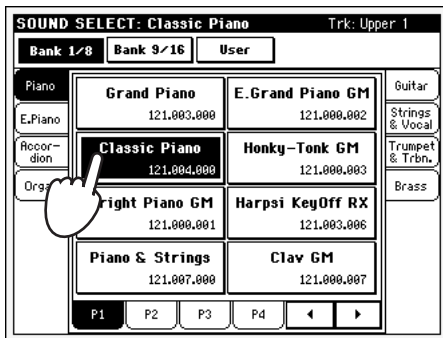 SOUND SELECT: Classic Piano Trk: Upper 1
Bank 1/8 Bank 9/16 User
Piano
E.Piano
Accor-
dion
Grand Piano
121.003.000
E.Grand Piano GM
121.000.002
Classic Piano
121.004.000
Honky-Tonk GM
121.000.003
right Piano GM
121.000.001
Harpsi KeyOff RX
121.003.006
Piano & Strings
121.007.000
Clav GM
121.000.007
Guitar
Strings
& Vocal
Trumpet
& Trbn.
Brass
P1 P2 P3 P4